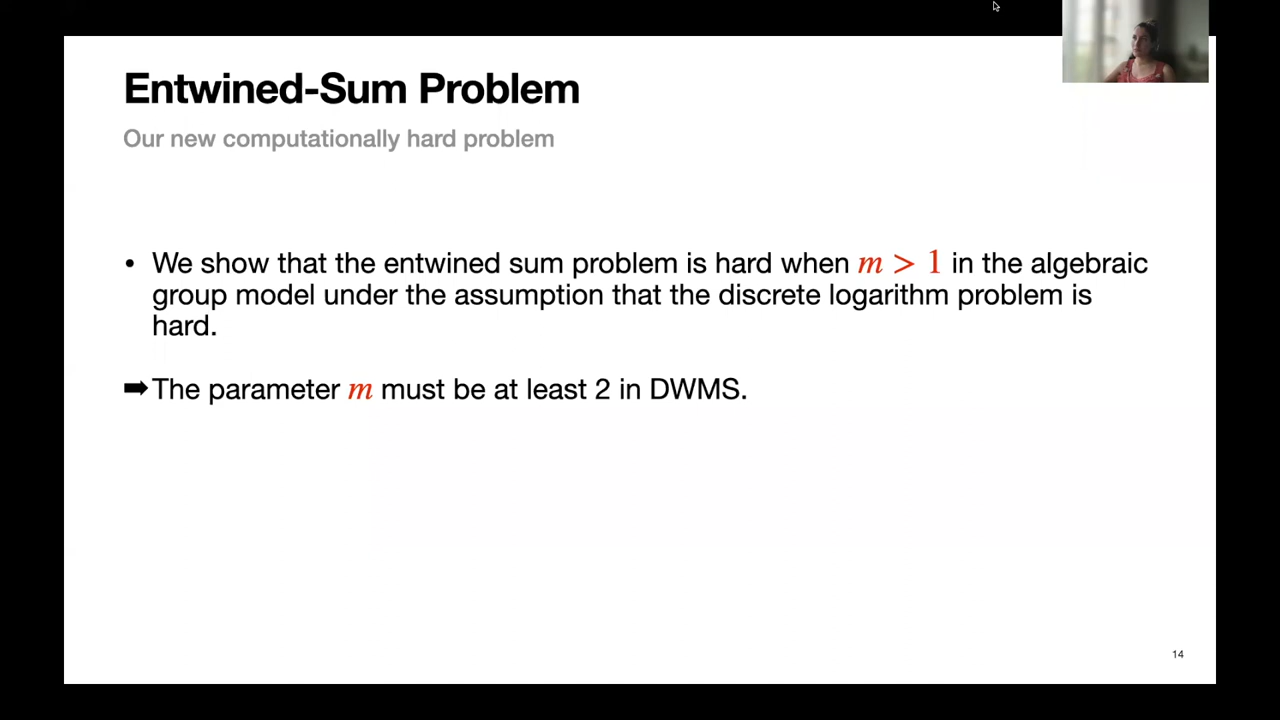 Entwined-Sum Problem
Our new computationally hard problem
• We show that the entwined sum problem is hard when m > 1 in the algebraic
group model under the assumption that the discrete logarithm problem is
hard.
➡The parameter m must be at least 2 in DWMS.
14